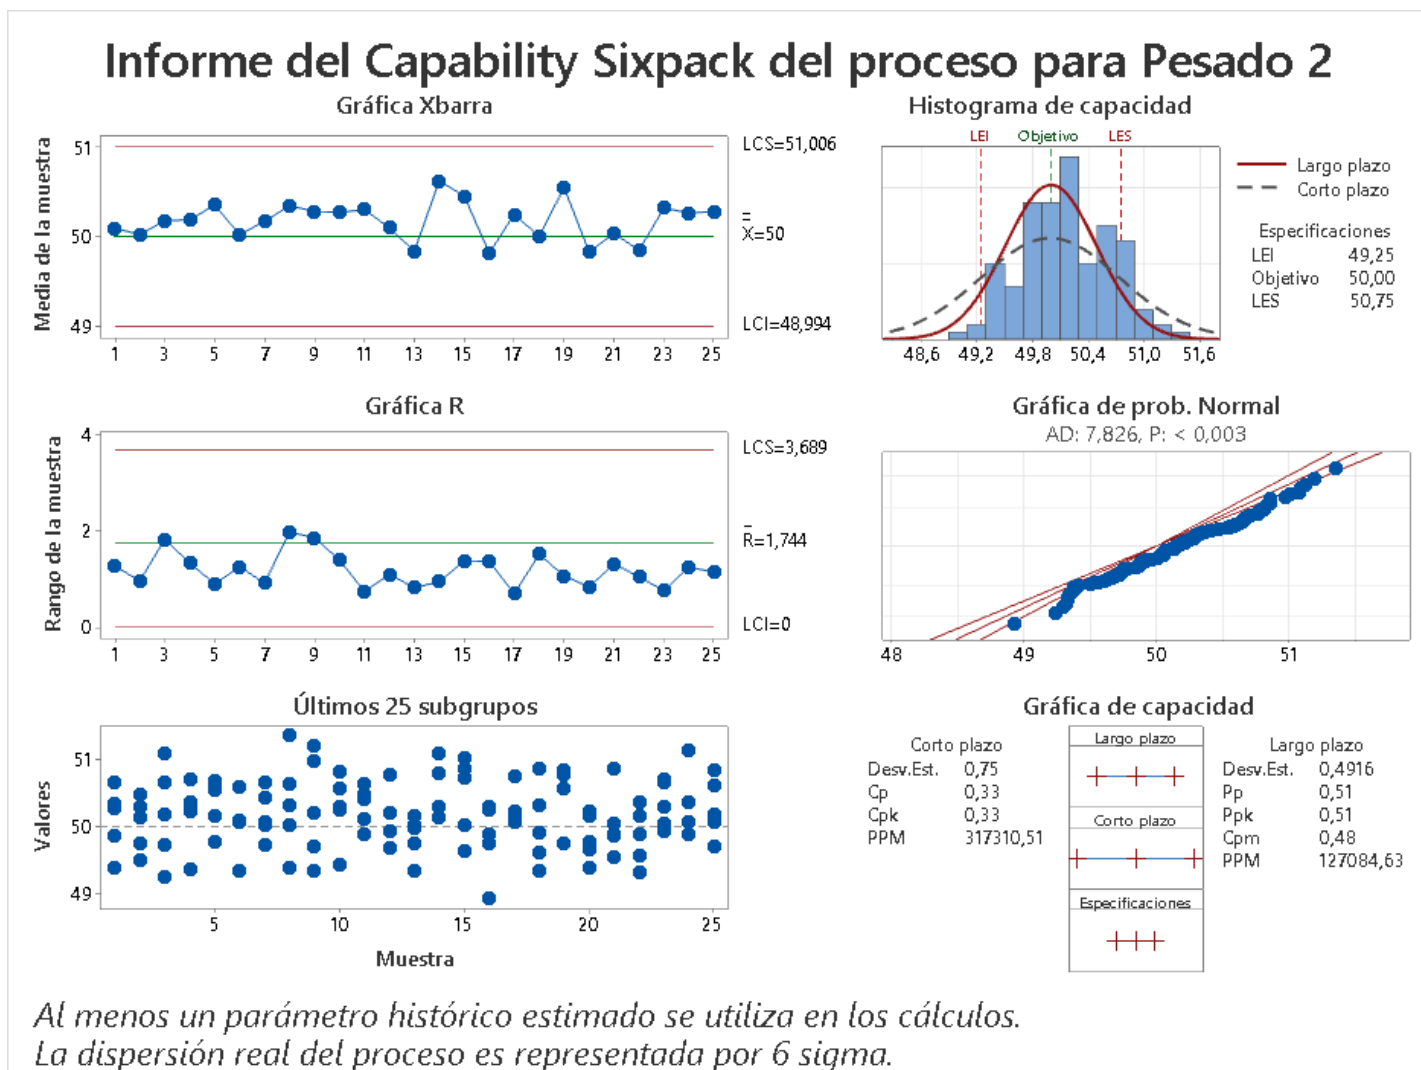 Informe del Capability Sixpack del proceso para Pesado 2
Gráfica Xbarra
Media de la muestra
51
50
49
1 3 5 7 9 11 13 15 17 19 21 23 25
LCS=51,006
X=50
LCI=48,994
Histograma de capacidad
LEI Objetivo LES
48,6 49,2 49,8 50,4 51,0 51,6
Largo plazo
Corto plazo
Especificaciones
LEI 49,25
Objetivo 50,00
LES 50,75
Gráfica R
Rango de la muestra
4
2
0
1 3 5 7 9 11 13 15 17 19 21 23 25
LCS=3,689
R=1,744
LCI=0
Gráfica de prob. Normal
AD: 7,826, P: < 0,003
48 49 50 51
Últimos 25 subgrupos
Valores
51
50
49
5 10 15 20 25
Muestra
Gráfica de capacidad
Corto plazo
Desv.Est. 0,75
Cp 0,33
Cpk 0,33
PPM 317310,51
Largo plazo
Corto plazo
Especificaciones
Largo plazo
Desv.Est. 0,4916
Pp 0,51
Ppk 0,51
Cpm 0,48
PPM 127084,63
Al menos un parámetro histórico estimado se utiliza en los cálculos.
La dispersión real del proceso es representada por 6 sigma.